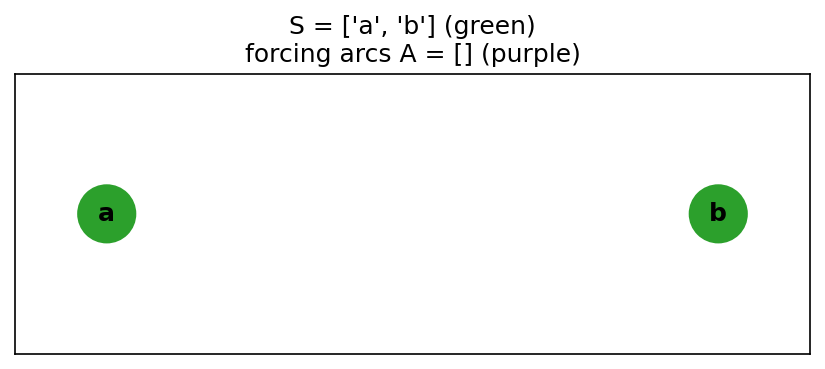 S = ['a', 'b'] (green)
forcing arcs A = [] (purple)
a b